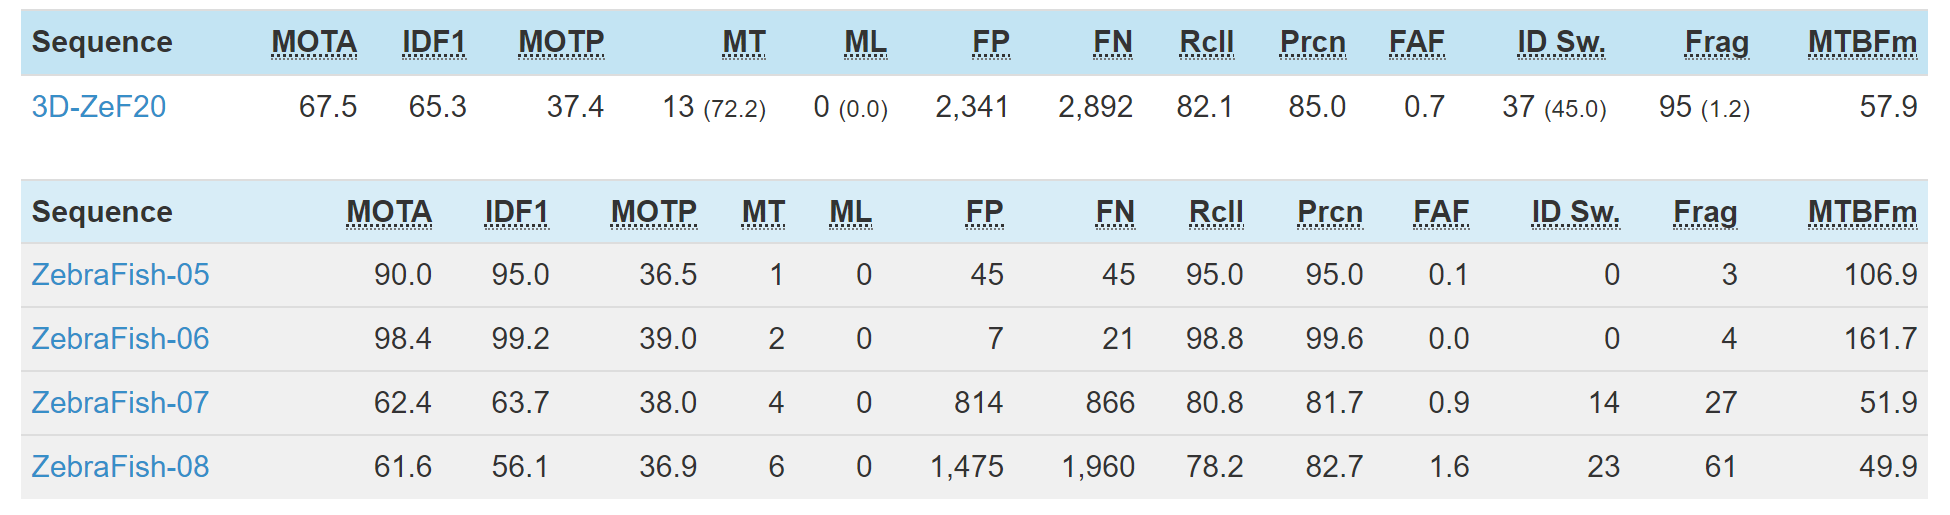 Sequence MOTA IDF1 MOTP MT ML FP FN Rcll Prcn FAF ID Sw. Frag MTBFm
3D-ZeF20 67.5 65.3 37.4 13 (72.2) 0 (0.0) 2,341 2,892 82.1 85.0 0.7 37 (45.0) 95 (1.2) 57.9
Sequence MOTA IDF1 MOTP MT ML FP FN Rcll Prcn FAF ID Sw. Frag MTBFm
ZebraFish-05 90.0 95.0 36.5 1 0 45 45 95.0 95.0 0.1 0 3 106.9
ZebraFish-06 98.4 99.2 39.0 2 0 7 21 98.8 99.6 0.0 0 4 161.7
ZebraFish-07 62.4 63.7 38.0 4 0 814 866 80.8 81.7 0.9 14 27 51.9
ZebraFish-08 61.6 56.1 36.9 6 0 1,475 1,960 78.2 82.7 1.6 23 61 49.9